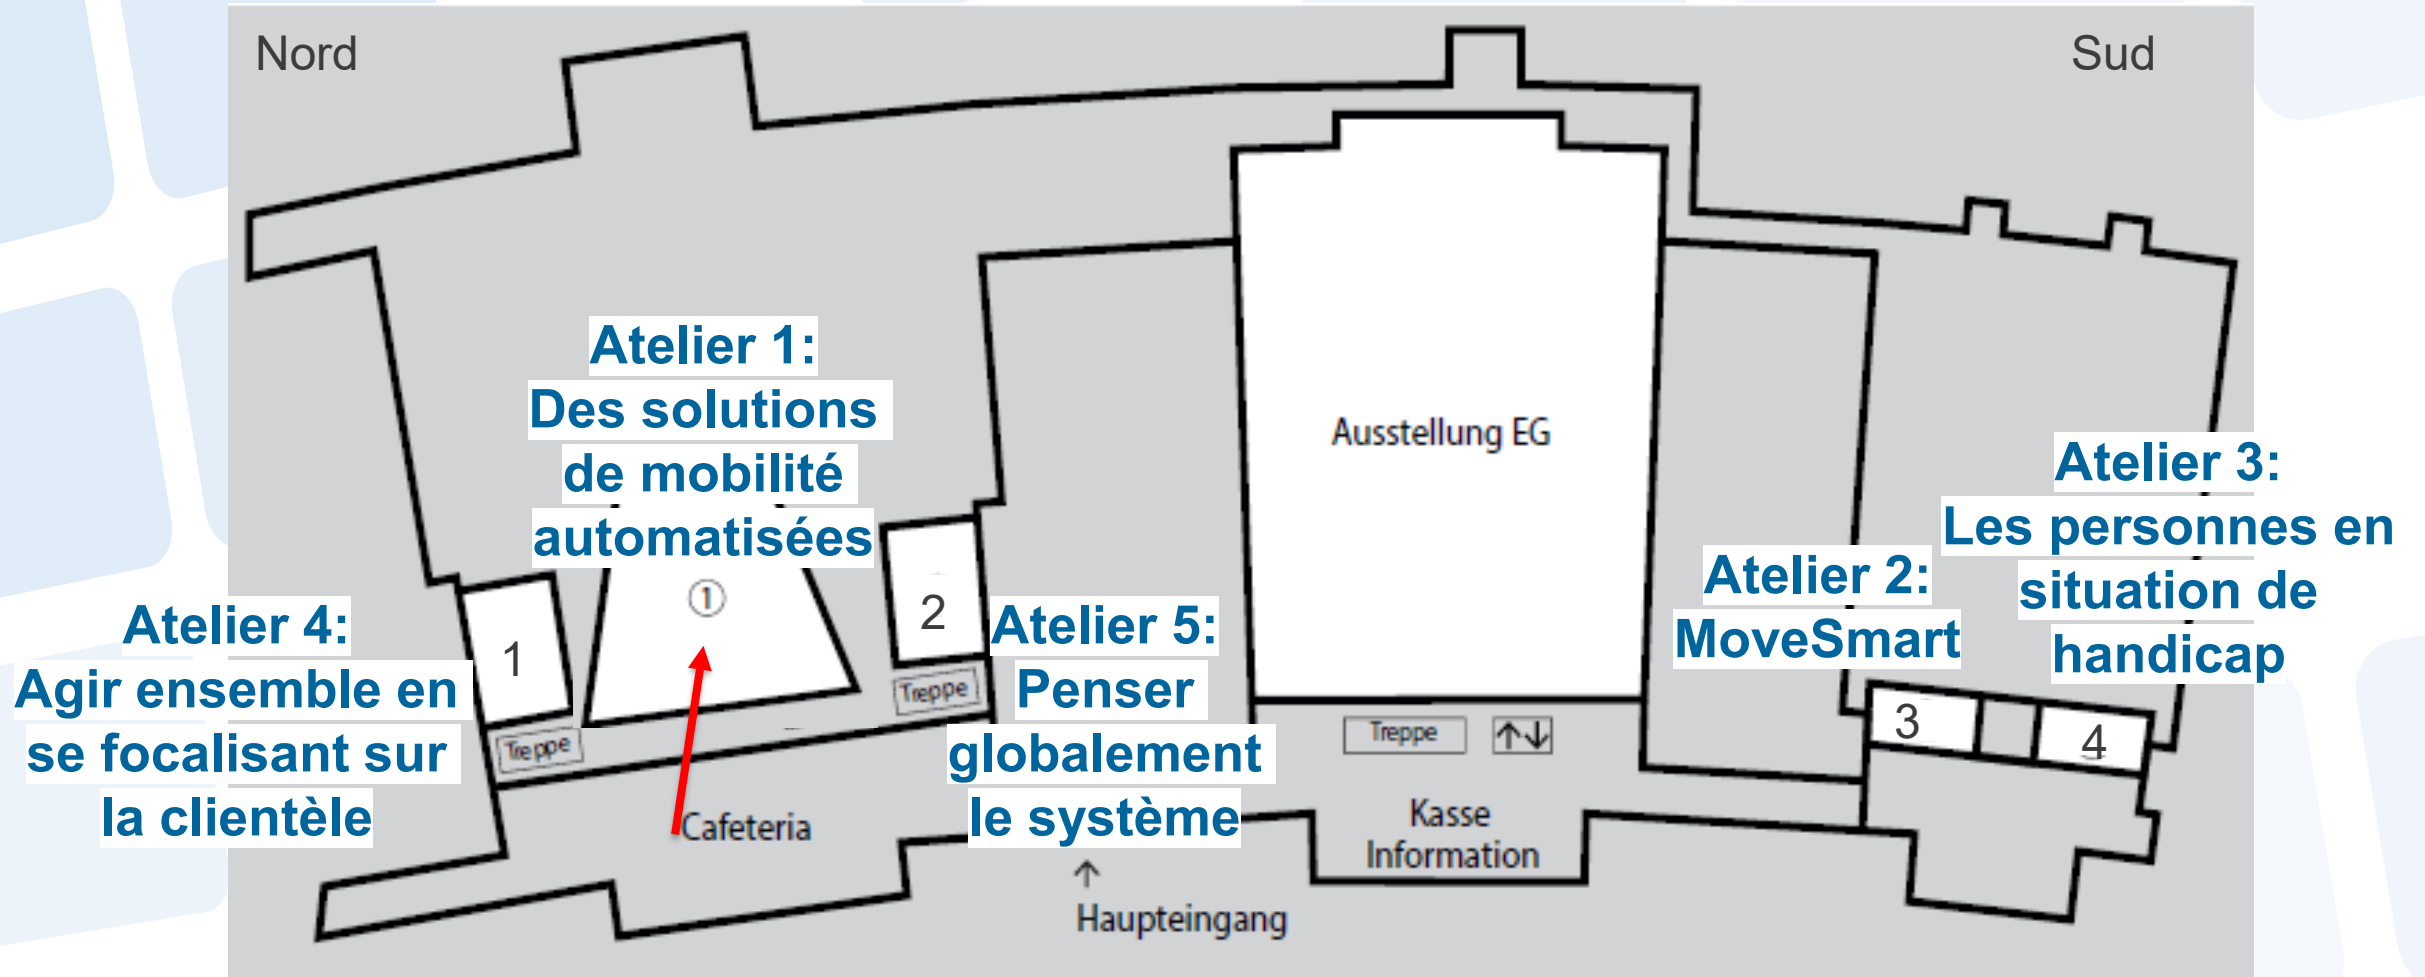 Nord
Sud
Atelier 1:
Des solutions
de mobilité
automatisées
①
Ausstellung EG
Atelier 3:
Les personnes en
situation de
handicap
Atelier 2:
MoveSmart
Atelier 4:
Agir ensemble en
se focalisant sur
la clientèle
1
2
Atelier 5:
Penser
globalement
le système
Treppe
Treppe
Treppe
↑↓
3
4
Cafeteria
Kasse
Information
↑
Haupteingang